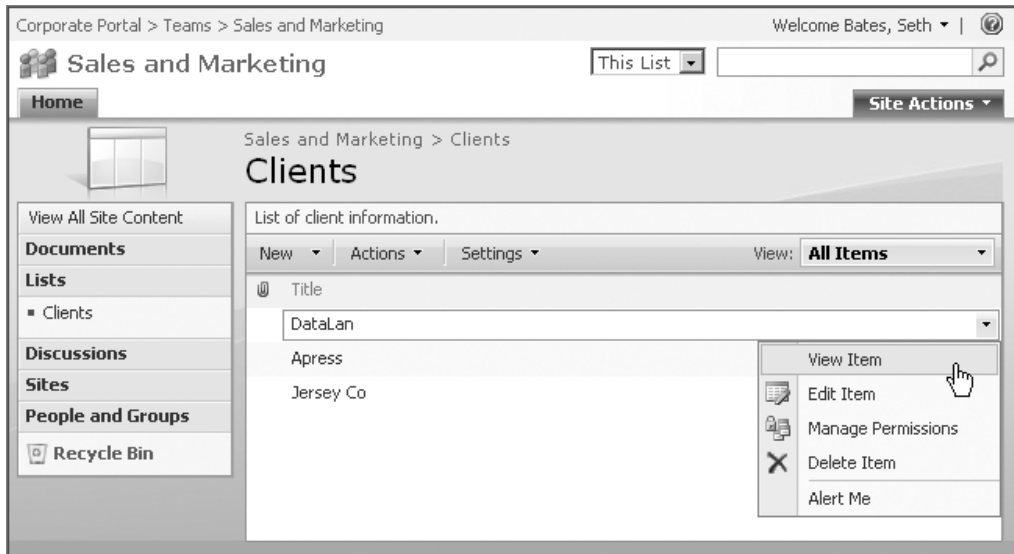 Corporate Portal > Teams > Sales and Marketing
Welcome Bates, Seth
|
Sales and Marketing
This List
Home
Site Actions
Sales and Marketing > Clients
Clients
View All Site Content
Documents
Lists
Clients
Discussions
Sites
People and Groups
Recycle Bin
List of client information.
New Actions Settings View: All Items
Title
DataLan
Apress
Jersey Co
View Item
Edit Item
Manage Permissions
Delete Item
Alert Me